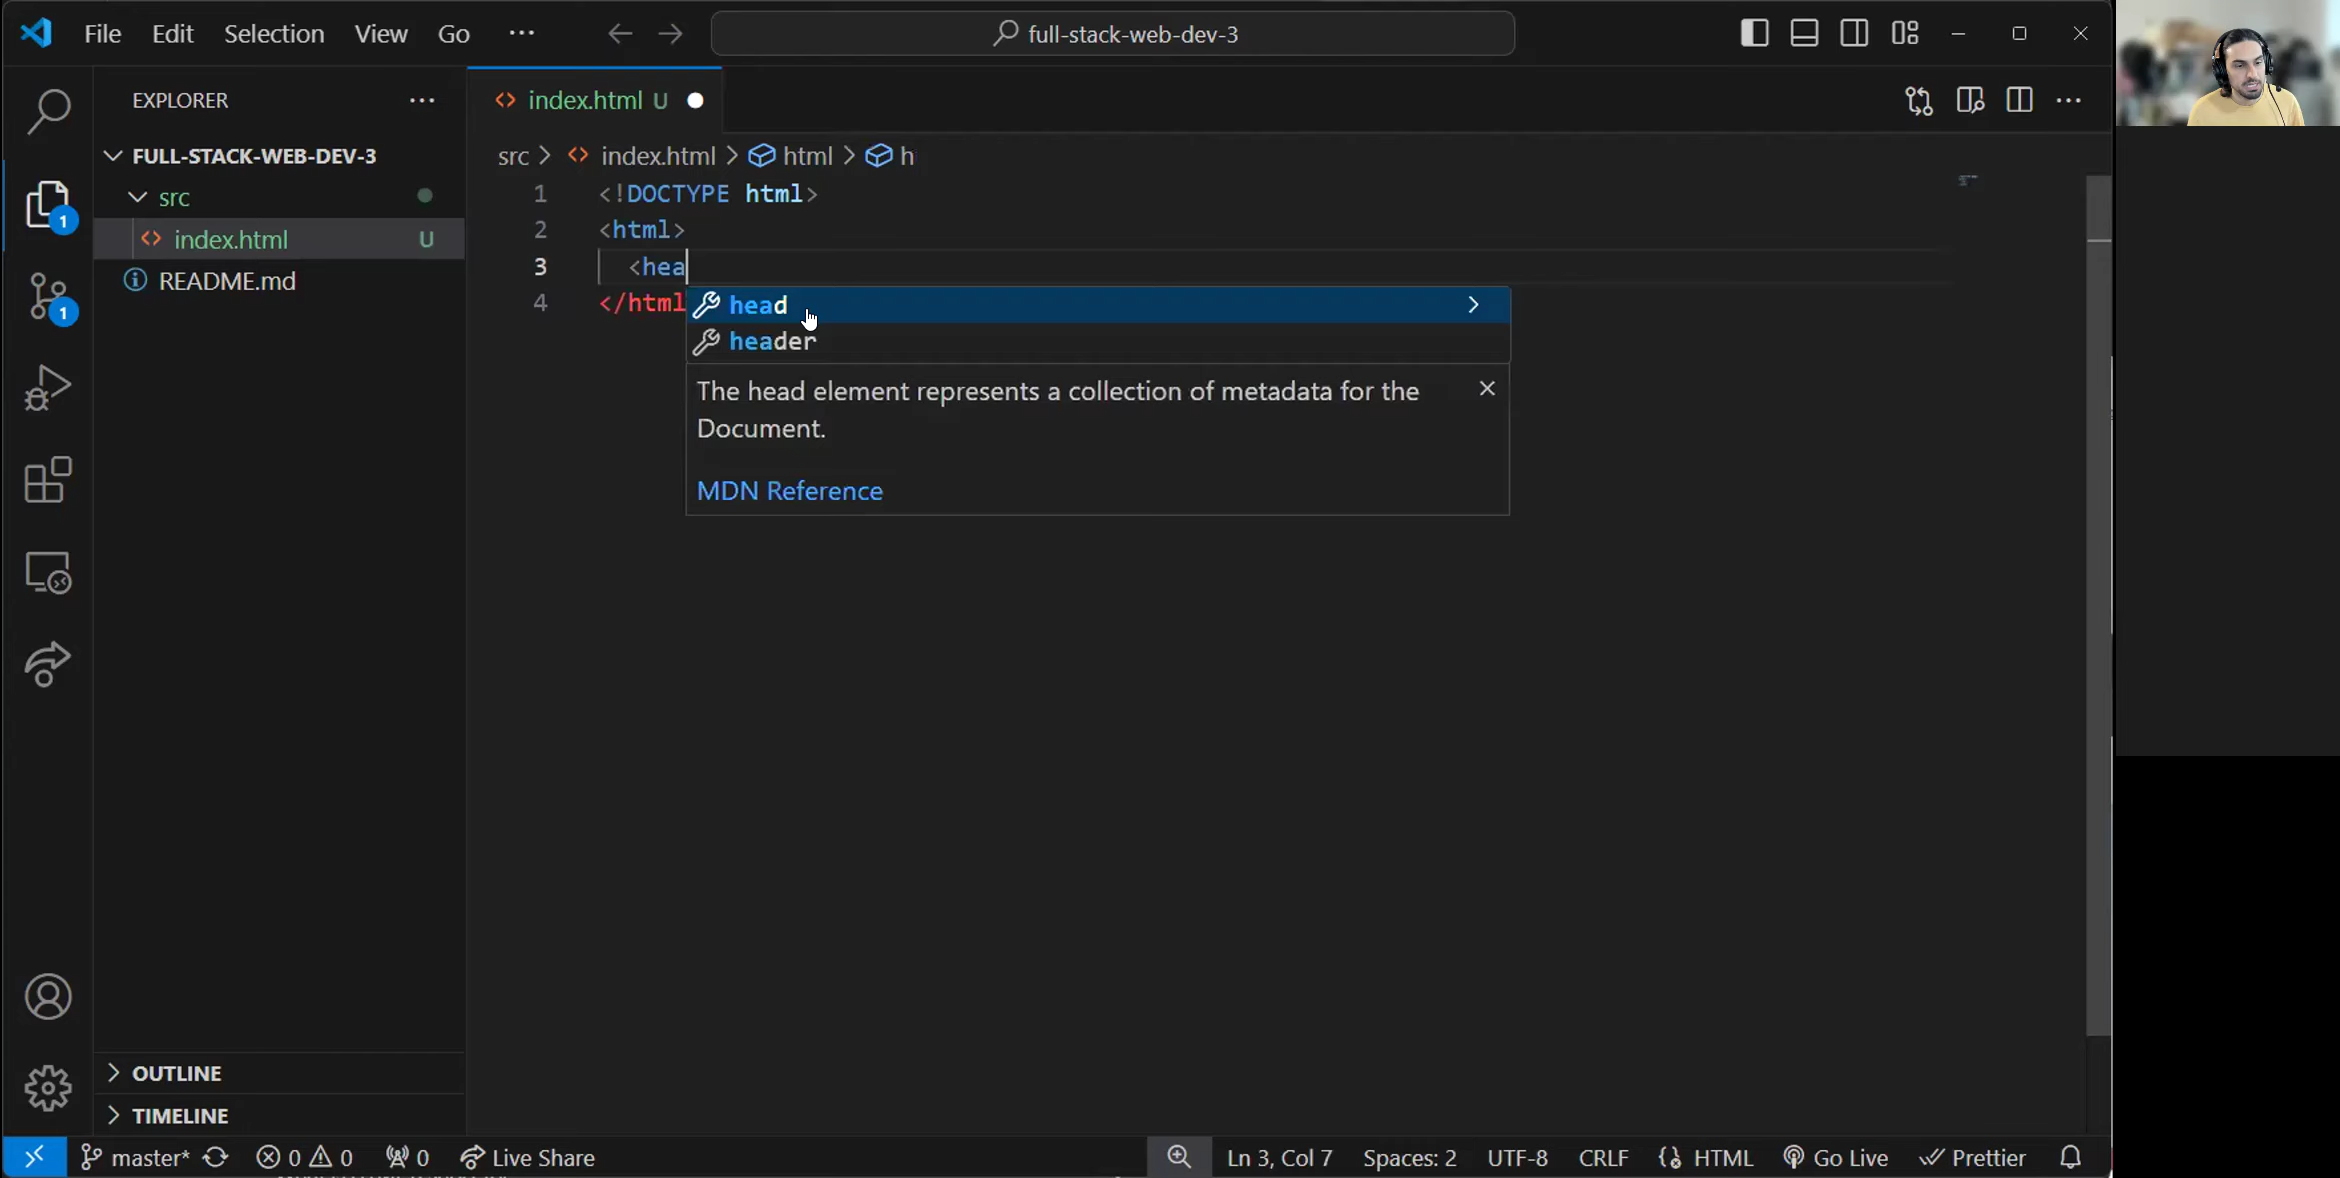 File Edit Selection View Go ··· full-stack-web-dev-3
EXPLORER ···
index.html U
FULL-STACK-WEB-DEV-3
src
index.html U
README.md
src > index.html > html > h
1 <!DOCTYPE html>
2 <html>
3 <hea
4 </html
head
header
The head element represents a collection of metadata for the
Document.
MDN Reference
OUTLINE
TIMELINE
master* 0 0 0 Live Share Ln 3, Col 7 Spaces: 2 UTF-8 CRLF HTML Go Live Prettier
1
1